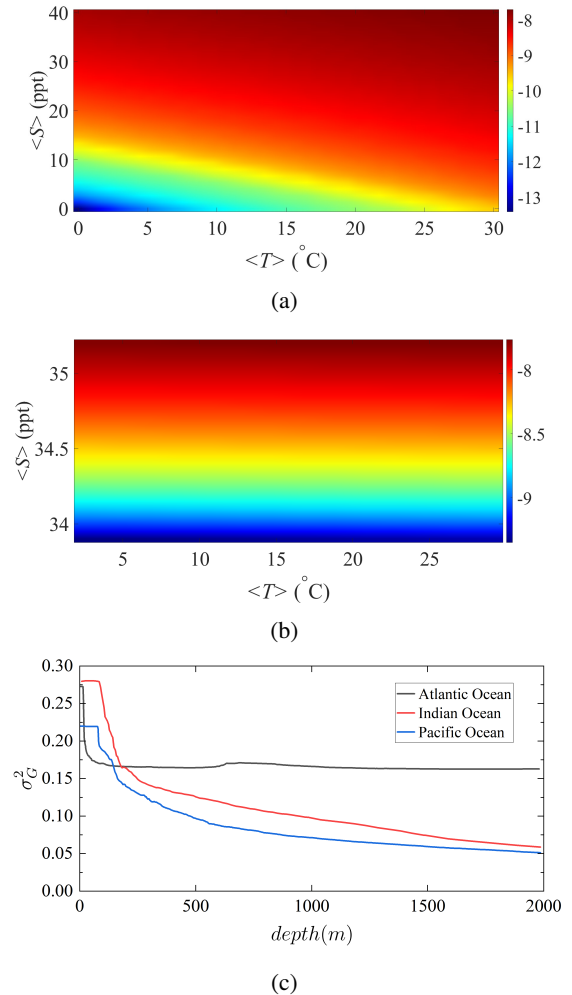 40
30
20
10
0
<S> (ppt)
0 5 10 15 20 25 30
<T> (°C)
-8
-9
-10
-11
-12
-13
(a)
35
34.5
34
<S> (ppt)
5 10 15 20 25
<T> (°C)
-8
-8.5
-9
(b)
0.30
0.25
0.20
0.15
0.10
0.05
0.00
σ²_G
Atlantic Ocean
Indian Ocean
Pacific Ocean
0 500 1000 1500 2000
depth(m)
(c)